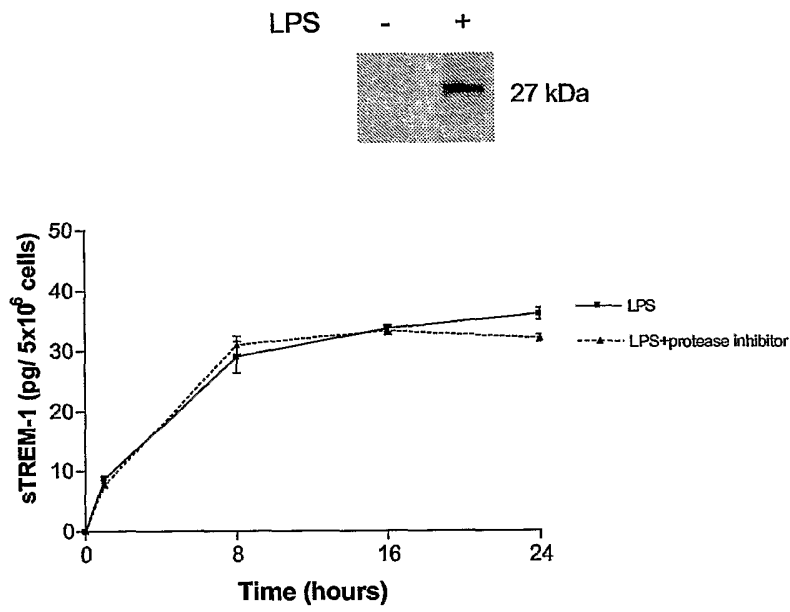 LPS - +
27 kDa
sTREM-1 (pg/ 5x10⁶ cells)
50
40
30
20
10
0
0 8 16 24
Time (hours)
LPS
LPS+protease inhibitor